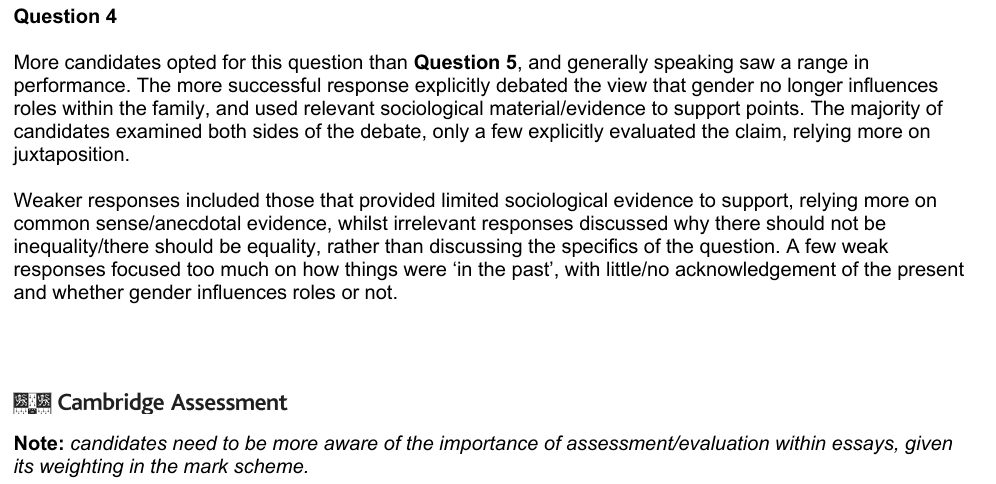 Question 4
More candidates opted for this question than Question 5, and generally speaking saw a range in
performance. The more successful response explicitly debated the view that gender no longer influences
roles within the family, and used relevant sociological material/evidence to support points. The majority of
candidates examined both sides of the debate, only a few explicitly evaluated the claim, relying more on
juxtaposition.
Weaker responses included those that provided limited sociological evidence to support, relying more on
common sense/anecdotal evidence, whilst irrelevant responses discussed why there should not be
inequality/there should be equality, rather than discussing the specifics of the question. A few weak
responses focused too much on how things were ‘in the past’, with little/no acknowledgement of the present
and whether gender influences roles or not.
Cambridge Assessment
Note: candidates need to be more aware of the importance of assessment/evaluation within essays, given
its weighting in the mark scheme.